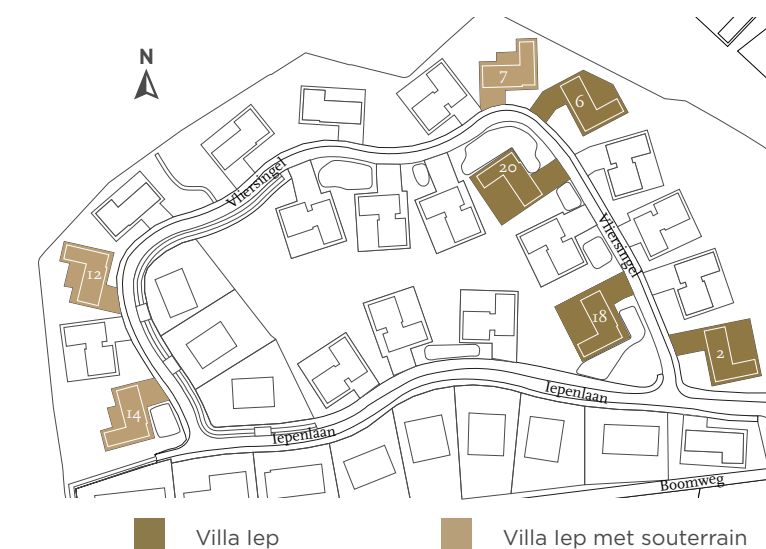 N
7
6
20
Vliersingel
Vliersingel
12
18
2
Iepenlaan
14
Iepenlaan
Boomweg
Villa Iep
Villa Iep met souterrain